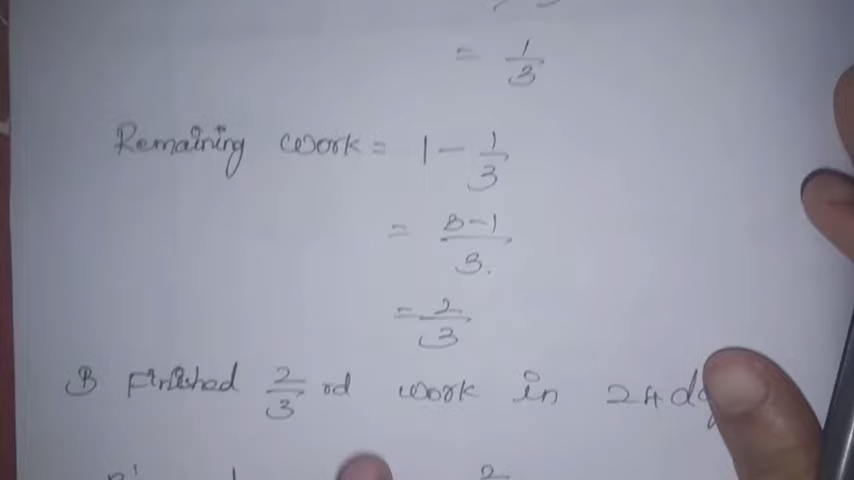 = 1/3
Remaining work = 1 - 1/3
= 3-1/3.
= 2/3
B Finished 2/3 rd work in 24